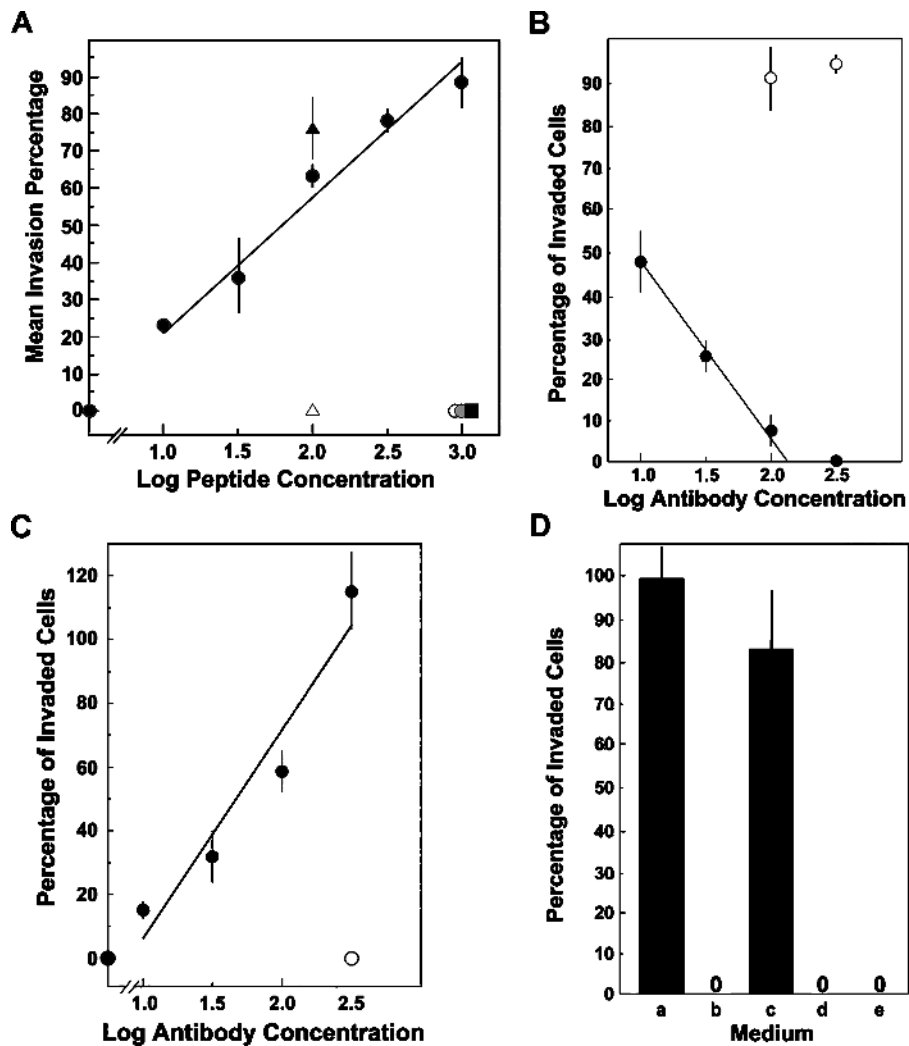 A
Mean Invasion Percentage
90
80
70
60
50
40
30
20
10
0
1.0 1.5 2.0 2.5 3.0
Log Peptide Concentration
B
Percentage of Invaded Cells
90
80
70
60
50
40
30
20
10
0
1.0 1.5 2.0 2.5
Log Antibody Concentration
C
Percentage of Invaded Cells
120
100
80
60
40
20
0
1.0 1.5 2.0 2.5
Log Antibody Concentration
D
Percentage of Invaded Cells
100
90
80
70
60
50
40
30
20
10
0
0 0 0
a b c d e
Medium